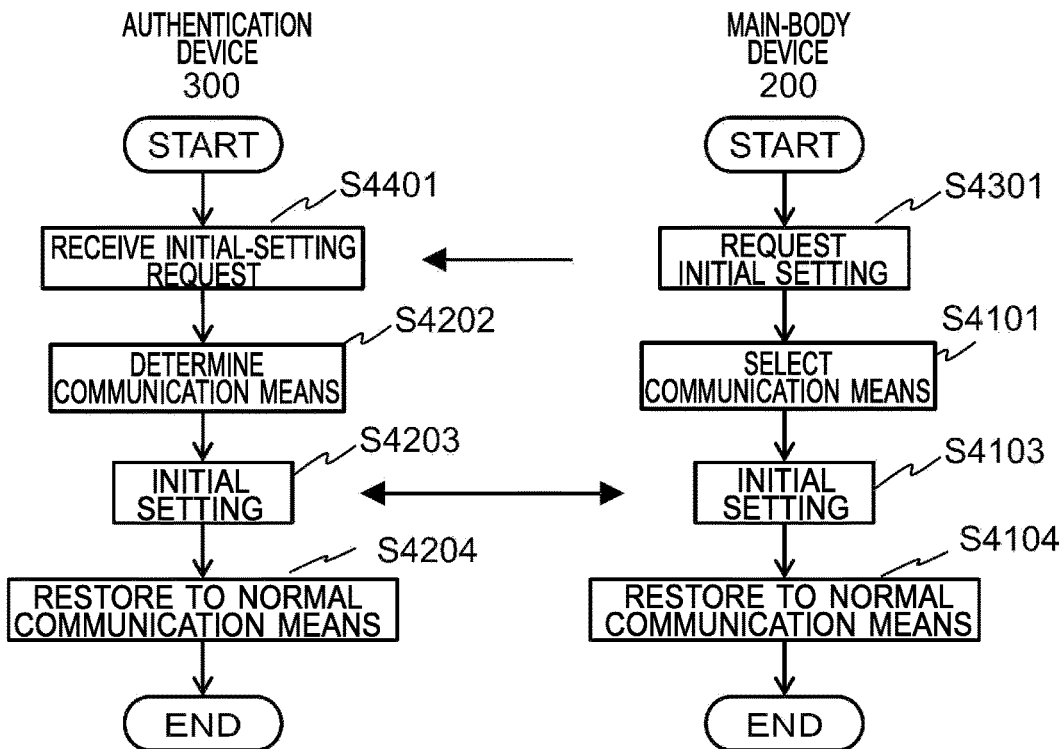 AUTHENTICATION
DEVICE
300
START
S4401
RECEIVE INITIAL-SETTING
REQUEST
S4202
DETERMINE
COMMUNICATION MEANS
S4203
INITIAL
SETTING
S4204
RESTORE TO NORMAL
COMMUNICATION MEANS
END
MAIN-BODY
DEVICE
200
START
S4301
REQUEST
INITIAL SETTING
S4101
SELECT
COMMUNICATION MEANS
S4103
INITIAL
SETTING
S4104
RESTORE TO NORMAL
COMMUNICATION MEANS
END